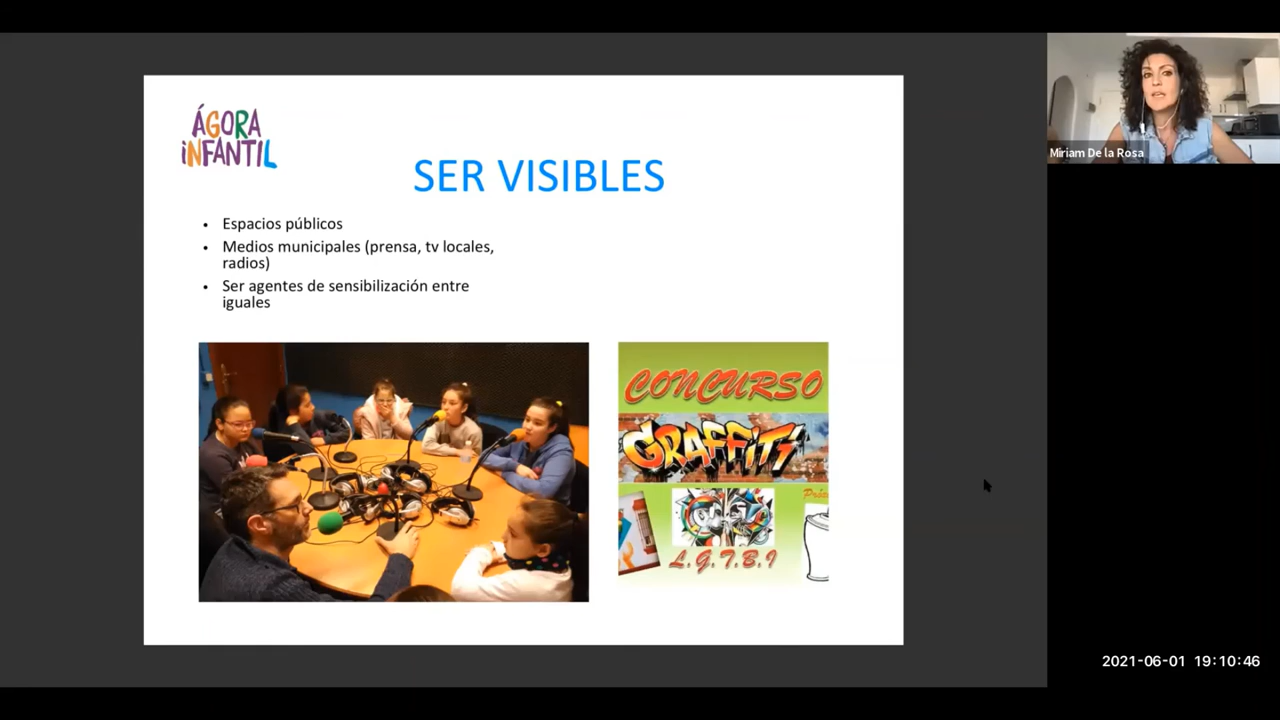 ÁGORA
INFANTIL
SER VISIBLES
• Espacios públicos
• Medios municipales (prensa, tv locales,
radios)
• Ser agentes de sensibilización entre
iguales
CONCURSO
GRAFFITI
L.G.T.B.I
Miriam De la Rosa
2021-06-01 19:10:46